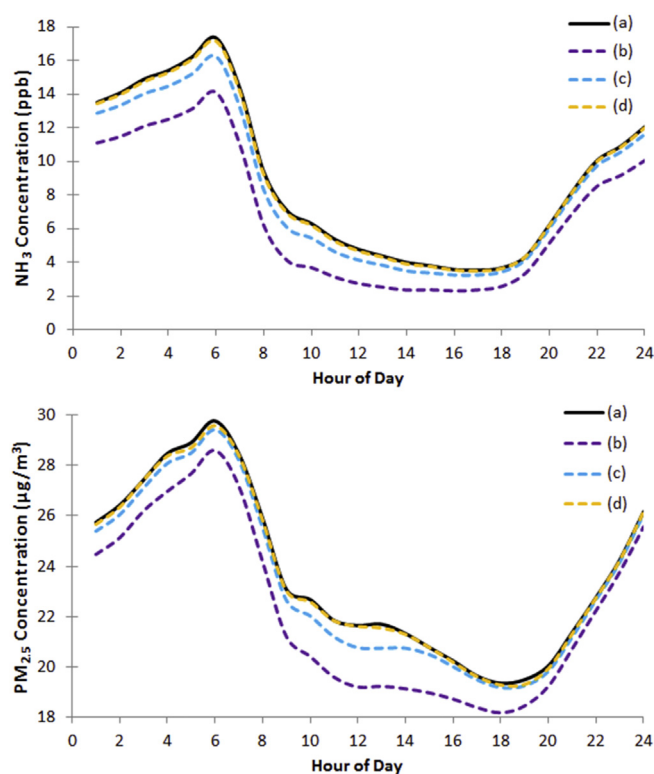 18
16
14
12
10
8
6
4
2
0
NH₃ Concentration (ppb)
(a)
(b)
(c)
(d)
0 2 4 6 8 10 12 14 16 18 20 22 24
Hour of Day
30
28
26
24
22
20
18
PM₂.₅ Concentration (µg/m³)
(a)
(b)
(c)
(d)
0 2 4 6 8 10 12 14 16 18 20 22 24
Hour of Day